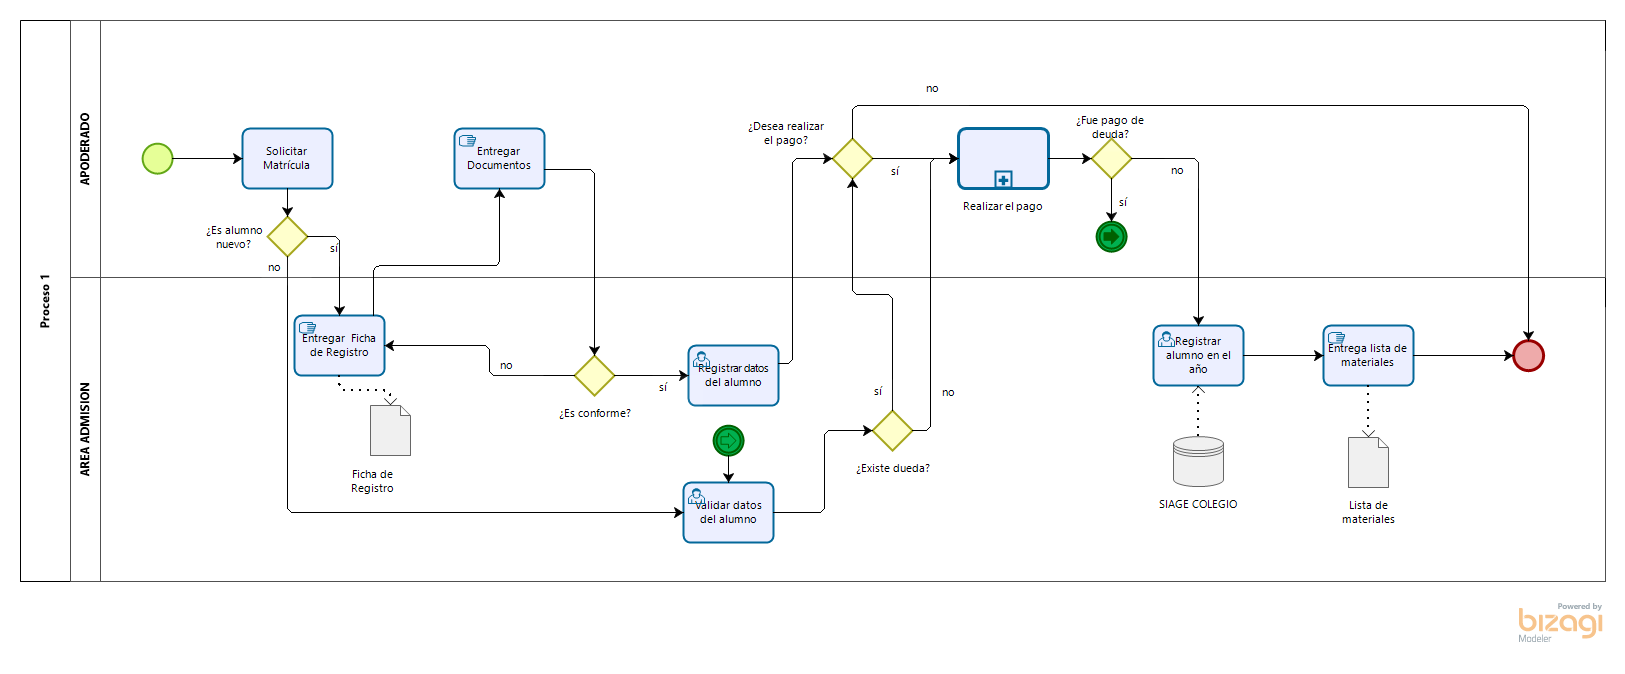 Proceso 1
APODERADO
Solicitar
Matrícula
¿Es alumno
nuevo?
sí
no
Entregar
Documentos
¿Desea realizar
el pago?
no
sí
Realizar el pago
¿Fue pago de
deuda?
no
sí
AREA ADMISION
Entregar Ficha
de Registro
Ficha de
Registro
no
¿Es conforme?
sí
Registrar datos
del alumno
Validar datos
del alumno
sí
no
¿Existe dueda?
Registrar
alumno en el
año
SIAGE COLEGIO
Entrega lista de
materiales
Lista de
materiales
Powered by
bizagi
Modeler